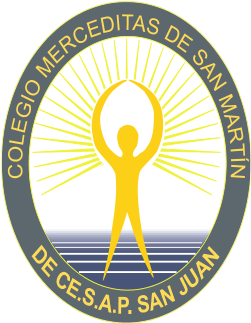 COLEGIO MERCEDITAS DE SAN MARTÍN
DE CE.S.A.P. SAN JUAN